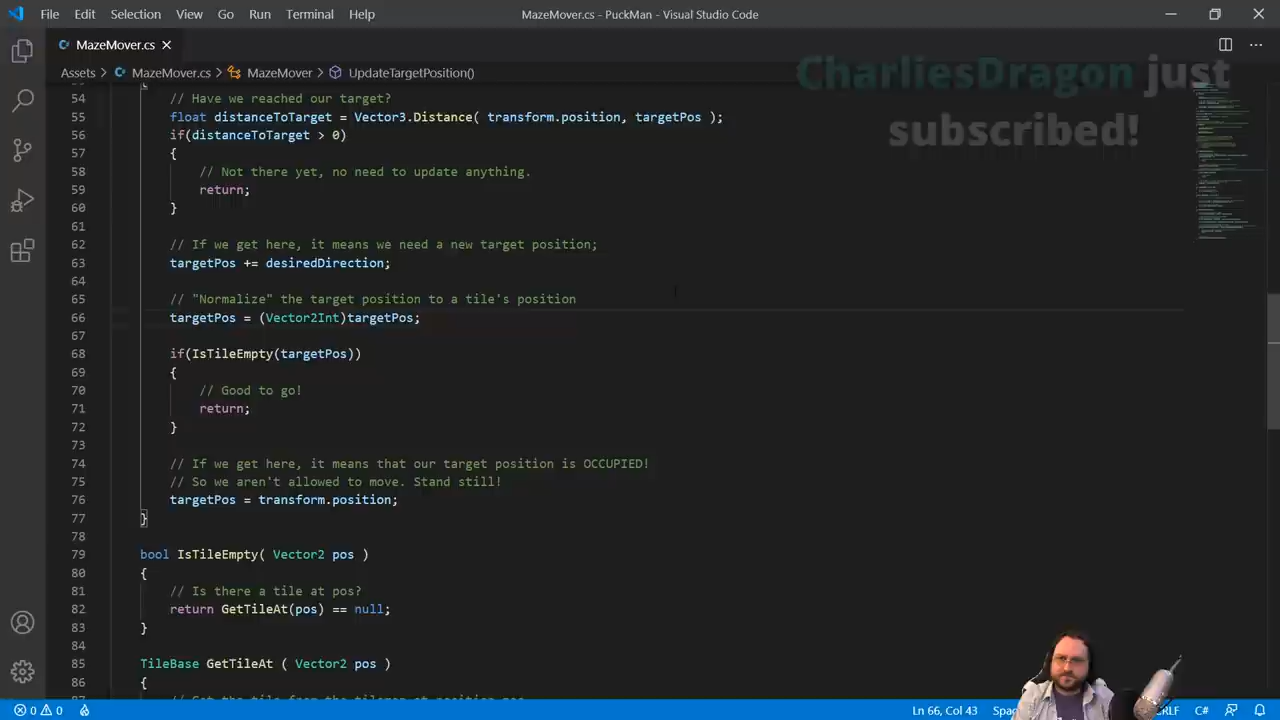 File Edit Selection View Go Run Terminal Help
MazeMover.cs - PuckMan - Visual Studio Code
MazeMover.cs
Assets > MazeMover.cs > MazeMover > UpdateTargetPosition()
CharliesDragon just
subscribed!
54 // Have we reached our target?
55 float distanceToTarget = Vector3.Distance( transform.position, targetPos );
56 if(distanceToTarget > 0)
57 {
58 // Not there yet, no need to update anything.
59 return;
60 }
61
62 // If we get here, it means we need a new target position;
63 targetPos += desiredDirection;
64
65 // "Normalize" the target position to a tile's position
66 targetPos = (Vector2Int)targetPos;
67
68 if(IsTileEmpty(targetPos))
69 {
70 // Good to go!
71 return;
72 }
73
74 // If we get here, it means that our target position is OCCUPIED!
75 // So we aren't allowed to move. Stand still!
76 targetPos = transform.position;
77 }
78
79 bool IsTileEmpty( Vector2 pos )
80 {
81 // Is there a tile at pos?
82 return GetTileAt(pos) == null;
83 }
84
85 TileBase GetTileAt ( Vector2 pos )
86 {
0 0
Ln 66, Col 43
CRLF
C#